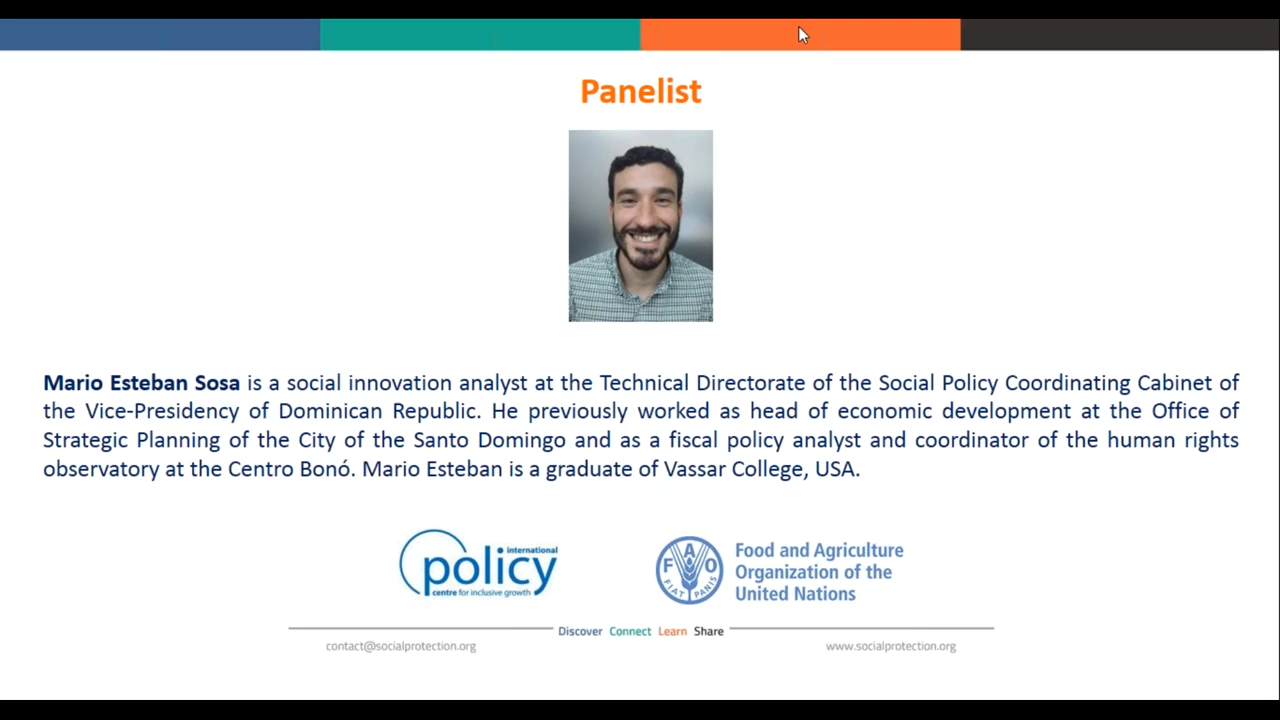 Panelist
Mario Esteban Sosa is a social innovation analyst at the Technical Directorate of the Social Policy Coordinating Cabinet of
the Vice-Presidency of Dominican Republic. He previously worked as head of economic development at the Office of
Strategic Planning of the City of the Santo Domingo and as a fiscal policy analyst and coordinator of the human rights
observatory at the Centro Bonó. Mario Esteban is a graduate of Vassar College, USA.
international
policy
centre for inclusive growth
F A O
FIAT PANIS
Food and Agriculture
Organization of the
United Nations
Discover Connect Learn Share
contact@socialprotection.org
www.socialprotection.org